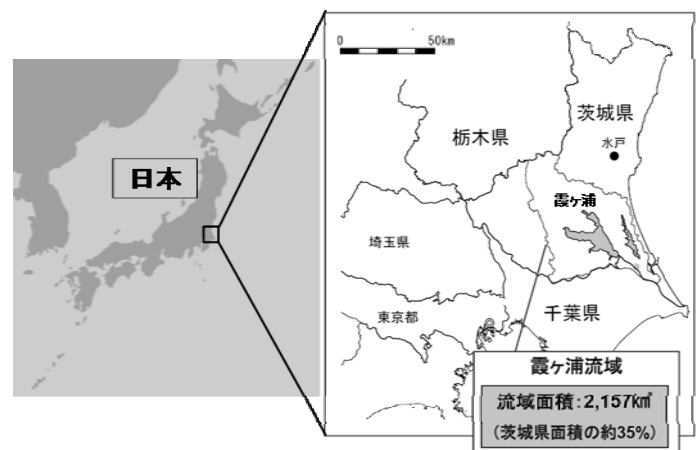 日本
0 50km
茨城県
水戸
栃木県
霞ヶ浦
埼玉県
東京都
千葉県
霞ヶ浦流域
流域面積:2,157㎢
(茨城県面積の約35%)